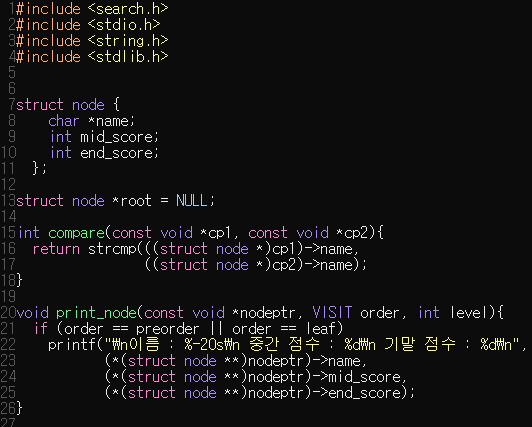 1 #include <search.h>
2 #include <stdio.h>
3 #include <string.h>
4 #include <stdlib.h>
5
6
7 struct node {
8     char *name;
9     int mid_score;
10     int end_score;
11   };
12
13 struct node *root = NULL;
14
15 int compare(const void *cp1, const void *cp2){
16   return strcmp(((struct node *)cp1)->name,
17                 ((struct node *)cp2)->name);
18 }
19
20 void print_node(const void *nodeptr, VISIT order, int level){
21   if (order == preorder || order == leaf)
22     printf("₩n이름 : %-20s₩n 중간 점수 : %d₩n 기말 점수 : %d₩n",
23            (*(struct node **)nodeptr)->name,
24            (*(struct node **)nodeptr)->mid_score,
25            (*(struct node **)nodeptr)->end_score);
26 }
27